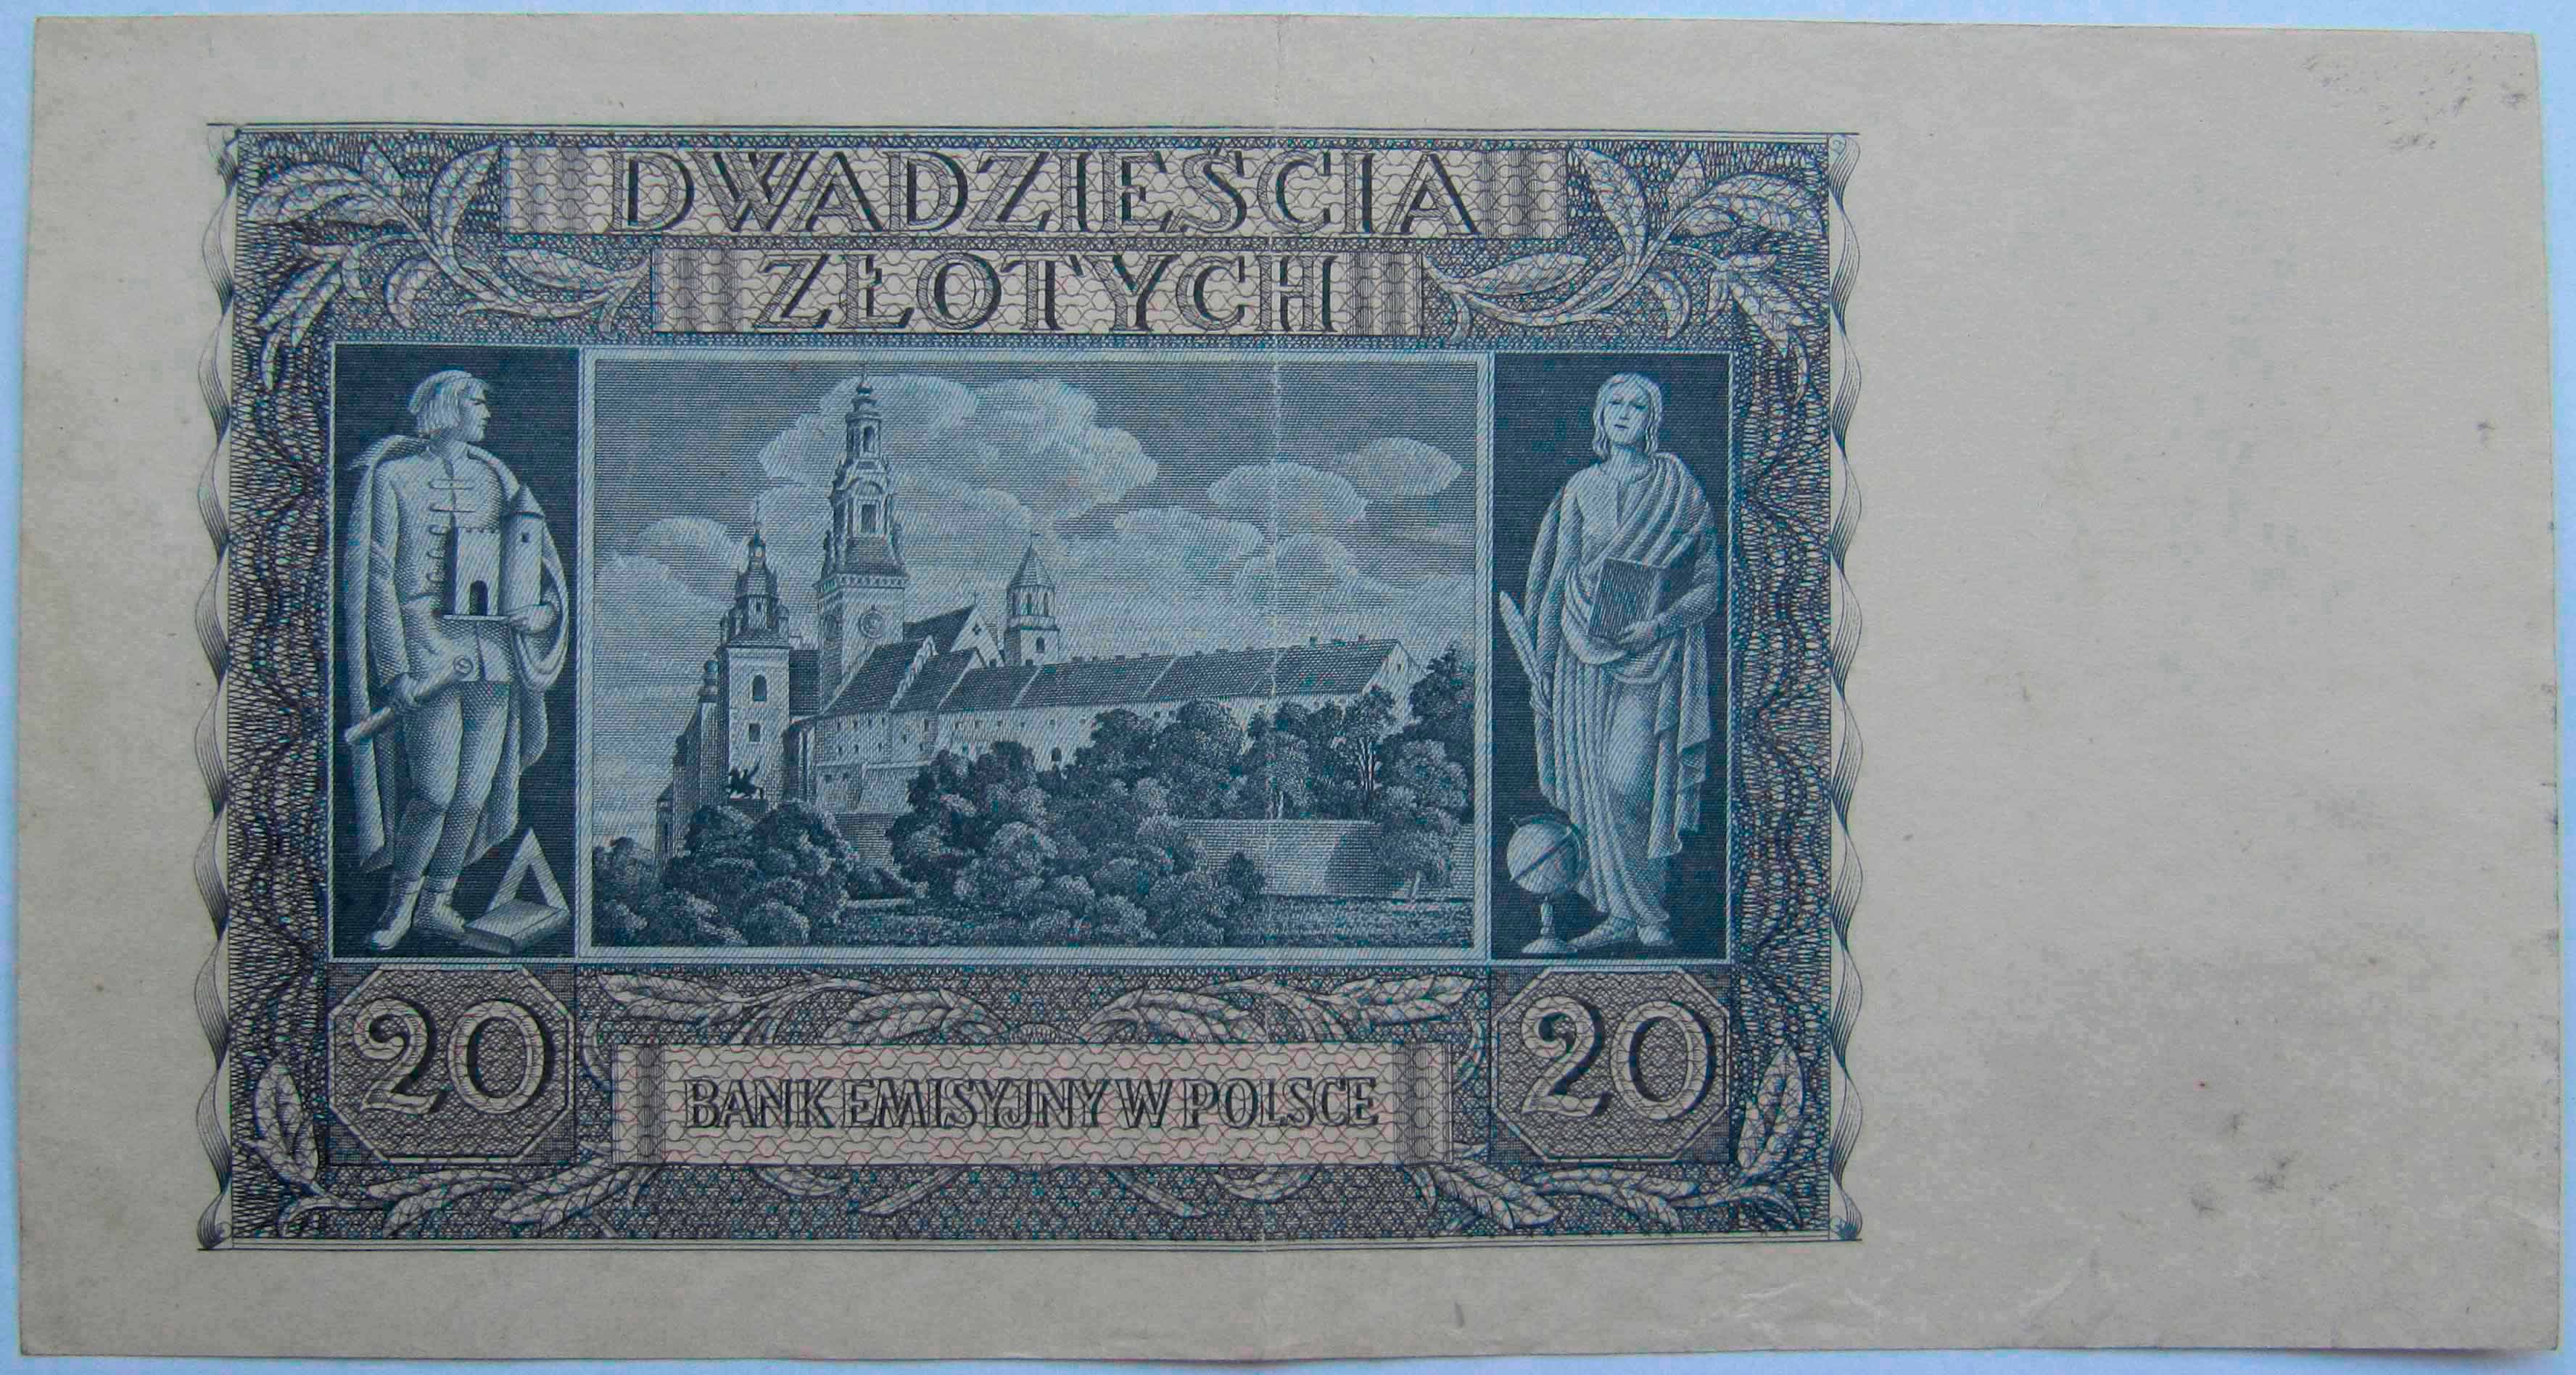 DWADZIEŚCIA
ZŁOTYCH
20
20
BANK EMISYJNY W POLSCE